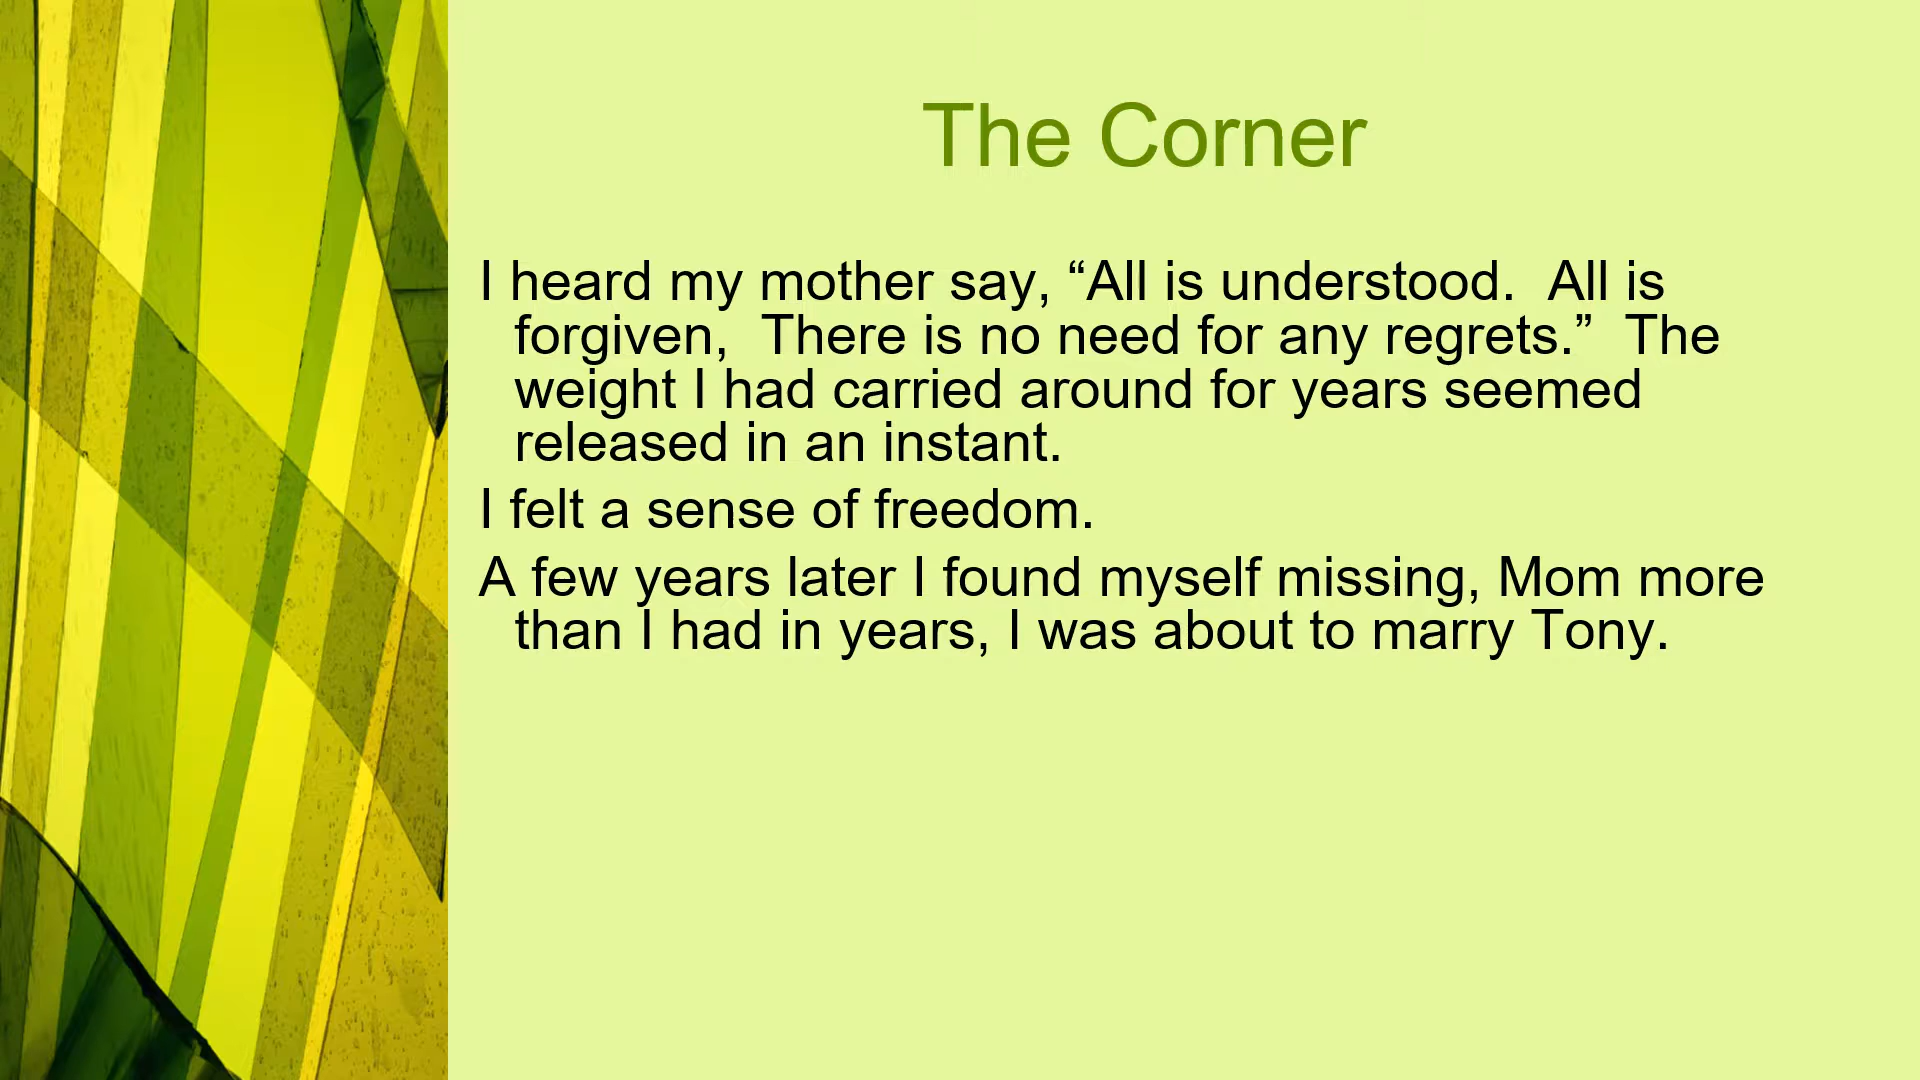 The Corner
I heard my mother say, “All is understood.  All is
forgiven,  There is no need for any regrets.”  The
weight I had carried around for years seemed
released in an instant.
I felt a sense of freedom.
A few years later I found myself missing, Mom more
than I had in years, I was about to marry Tony.